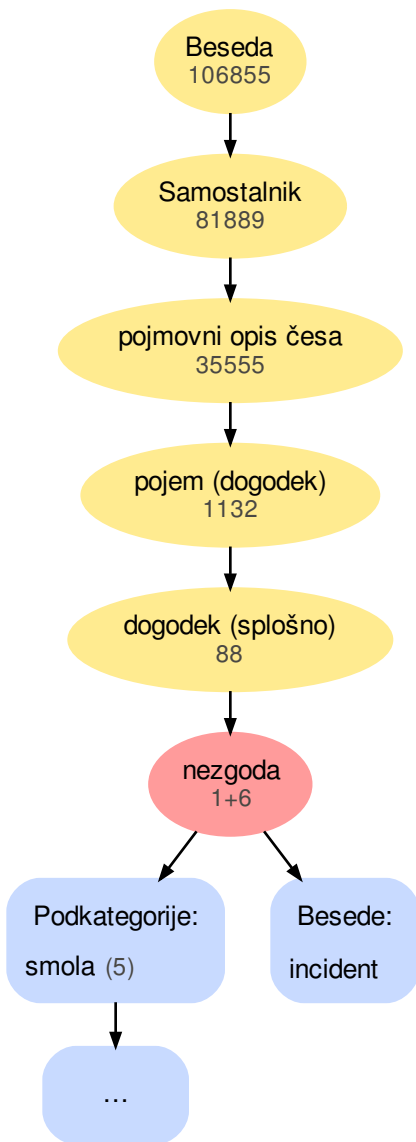 Beseda
106855
Samostalnik
81889
pojmovni opis česa
35555
pojem (dogodek)
1132
dogodek (splošno)
88
nezgoda
1+6
Podkategorije:
smola (5)
Besede:
incident
...